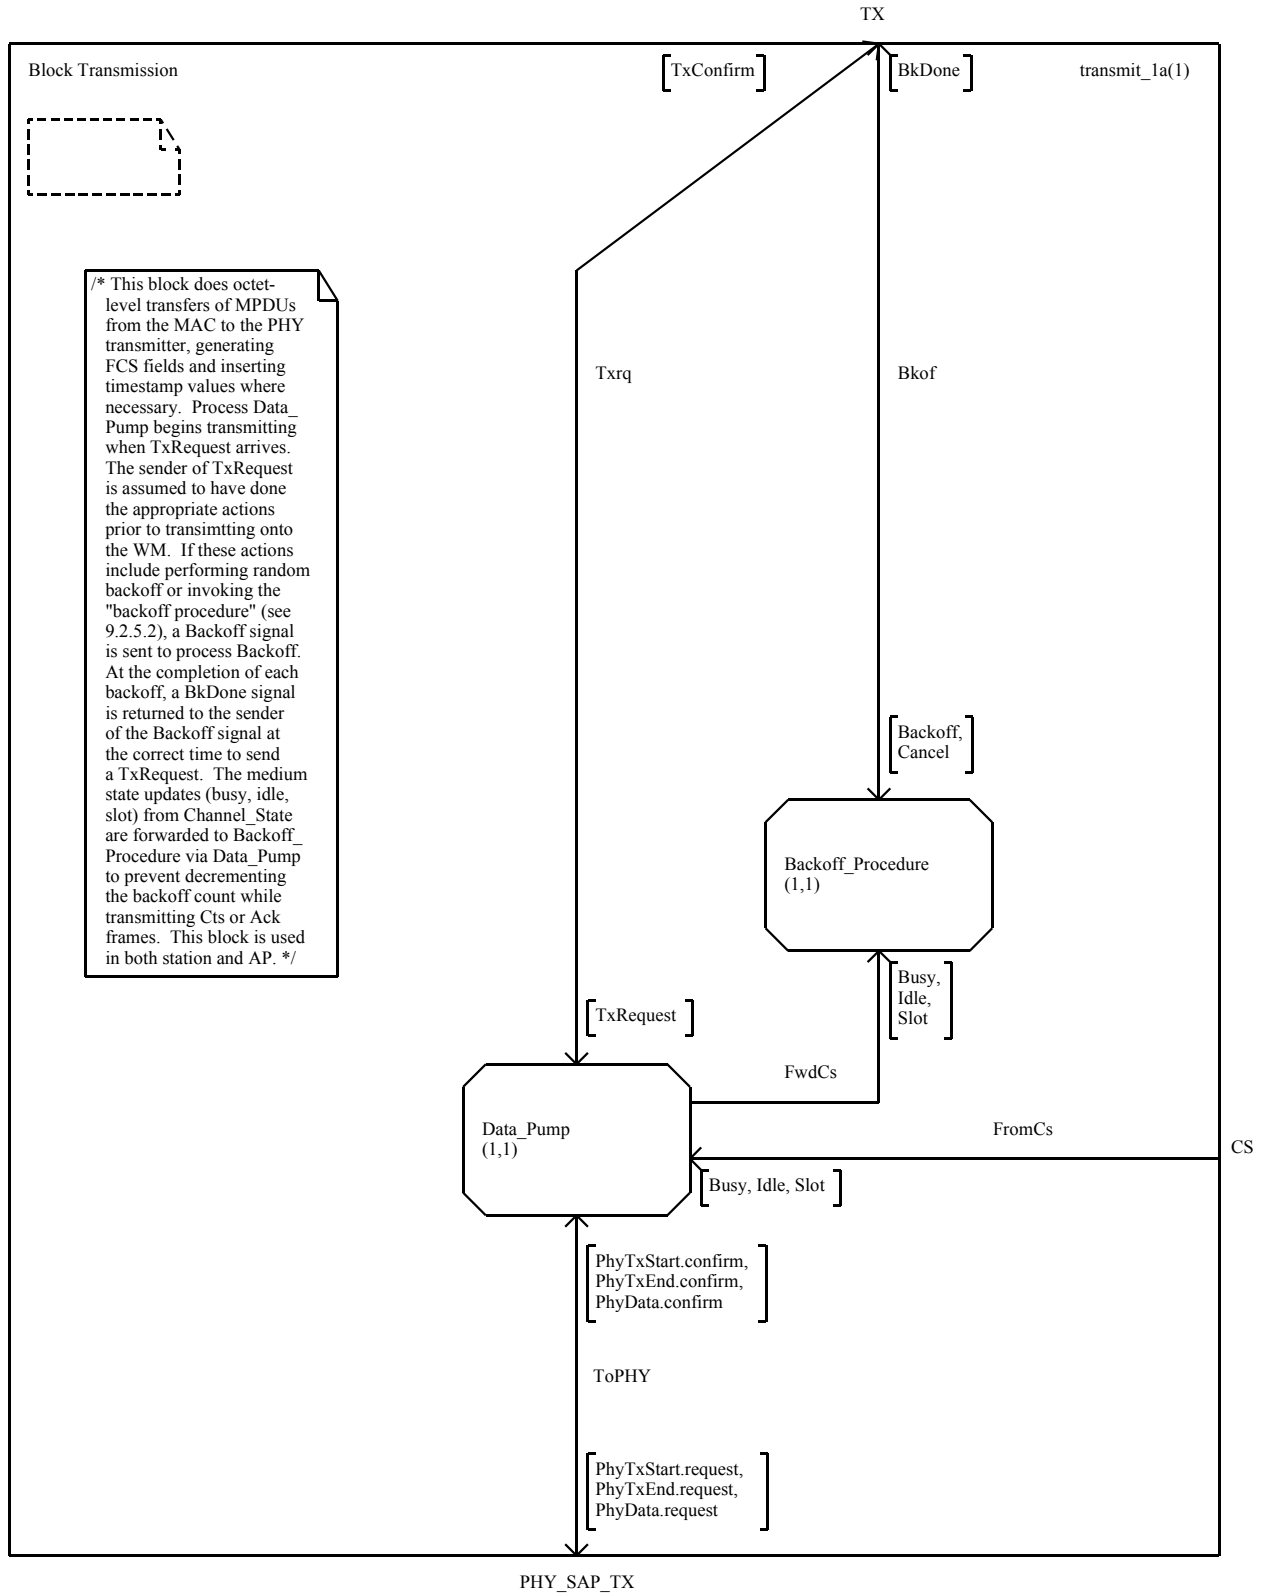 TX
Block Transmission
TxConfirm
BkDone
transmit_1a(1)
/* This block does octet-
level transfers of MPDUs
from the MAC to the PHY
transmitter, generating
FCS fields and inserting
timestamp values where
necessary.  Process Data_
Pump begins transmitting
when TxRequest arrives.
The sender of TxRequest
is assumed to have done
the appropriate actions
prior to transimtting onto
the WM.  If these actions
include performing random
backoff or invoking the
"backoff procedure" (see
9.2.5.2), a Backoff signal
is sent to process Backoff.
At the completion of each
backoff, a BkDone signal
is returned to the sender
of the Backoff signal at
the correct time to send
a TxRequest.  The medium
state updates (busy, idle,
slot) from Channel_State
are forwarded to Backoff_
Procedure via Data_Pump
to prevent decrementing
the backoff count while
transmitting Cts or Ack
frames.  This block is used
in both station and AP. */
Txrq
Bkof
Backoff,
Cancel
Backoff_Procedure
(1,1)
Busy,
Idle,
Slot
TxRequest
FwdCs
Data_Pump
(1,1)
FromCs
CS
Busy, Idle, Slot
PhyTxStart.confirm,
PhyTxEnd.confirm,
PhyData.confirm
ToPHY
PhyTxStart.request,
PhyTxEnd.request,
PhyData.request
PHY_SAP_TX